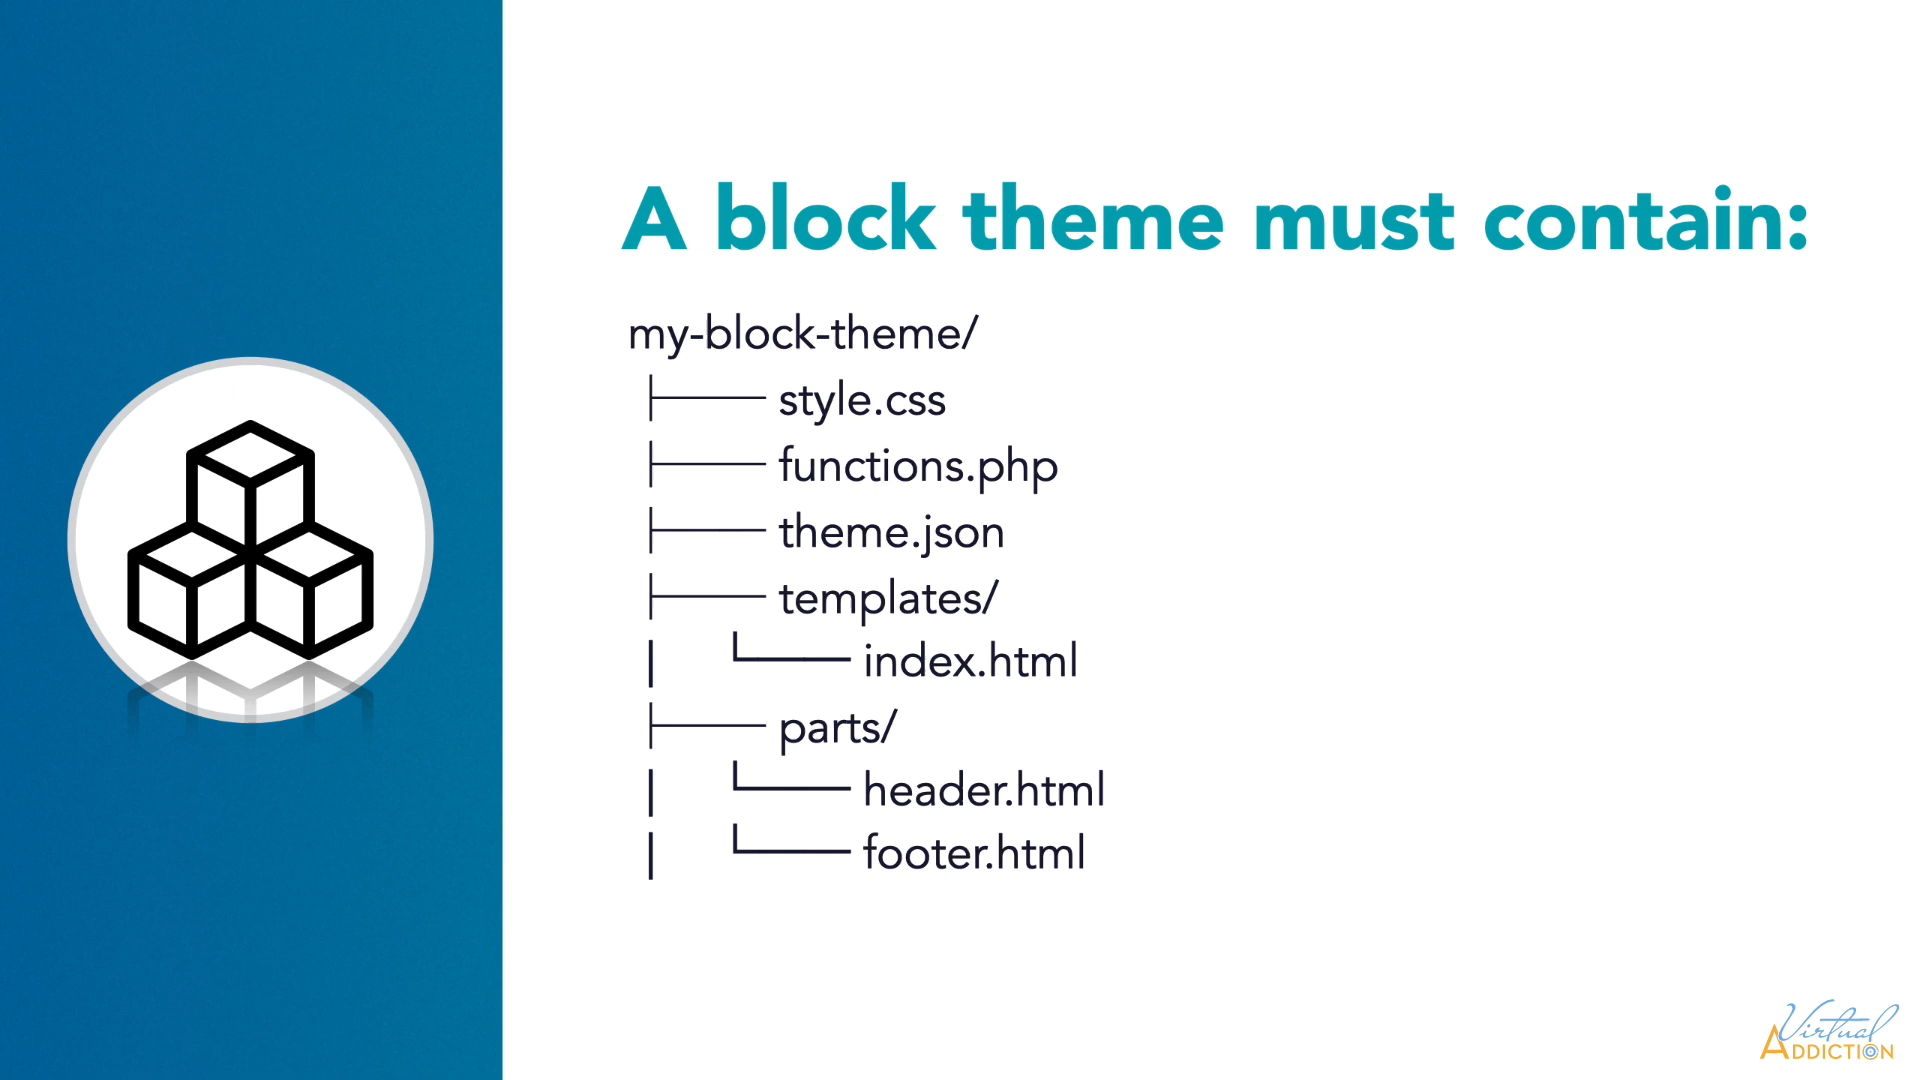 A block theme must contain:
my-block-theme/
├── style.css
├── functions.php
├── theme.json
├── templates/
│   └── index.html
├── parts/
│   └── header.html
│   └── footer.html
Virtual
ADDICTION